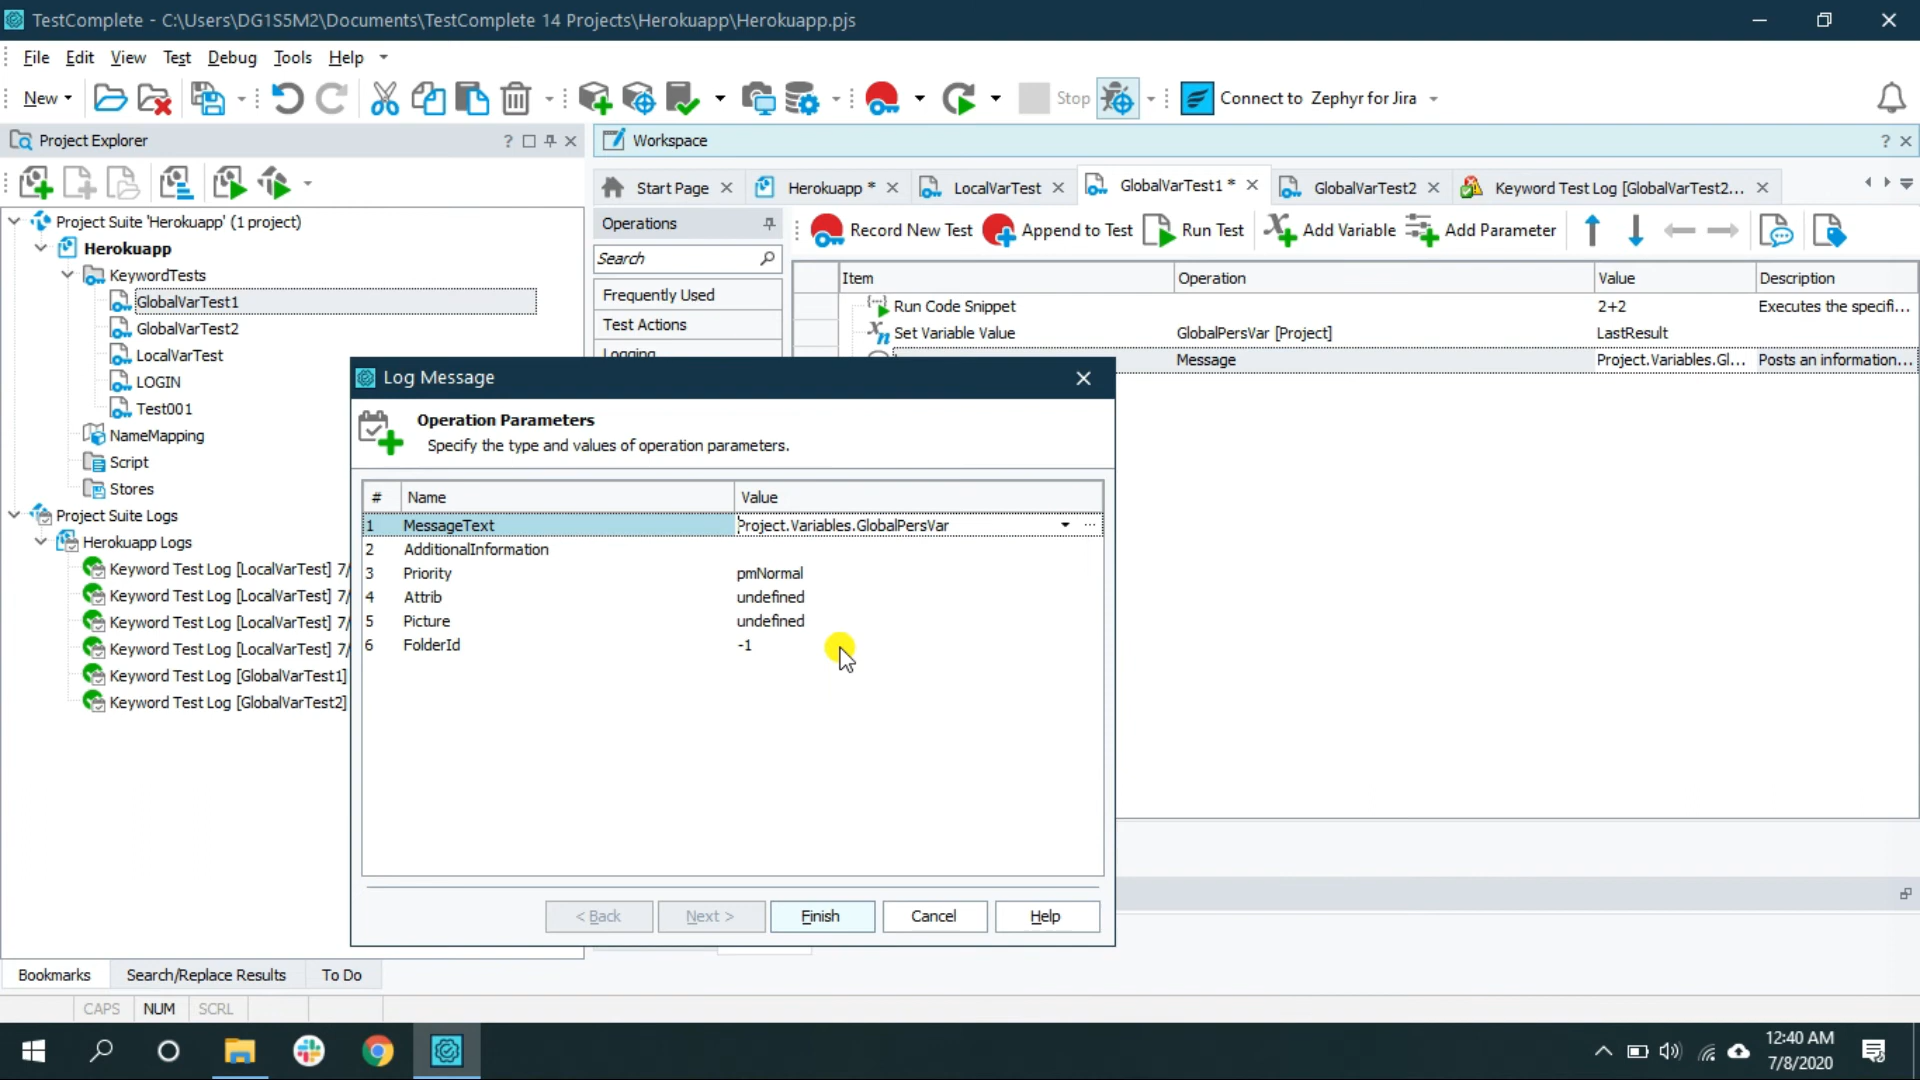 TestComplete - C:\Users\DG1S5M2\Documents\TestComplete 14 Projects\Herokuapp\Herokuapp.pjs
File Edit View Test Debug Tools Help
New Stop Connect to Zephyr for Jira
Project Explorer ?
Workspace ?
Start Page Herokuapp * LocalVarTest GlobalVarTest1 * GlobalVarTest2 Keyword Test Log [GlobalVarTest2...
Project Suite 'Herokuapp' (1 project)
Herokuapp
KeywordTests
GlobalVarTest1
GlobalVarTest2
LocalVarTest
LOGIN
Test001
NameMapping
Script
Stores
Project Suite Logs
Herokuapp Logs
Keyword Test Log [LocalVarTest] 7/
Keyword Test Log [LocalVarTest] 7/
Keyword Test Log [LocalVarTest] 7/
Keyword Test Log [LocalVarTest] 7/
Keyword Test Log [GlobalVarTest1]
Keyword Test Log [GlobalVarTest2]
Operations
Search
Frequently Used
Test Actions
Logging
Record New Test Append to Test Run Test Add Variable Add Parameter
Item Operation Value Description
Run Code Snippet 2+2 Executes the specifi...
Set Variable Value GlobalPersVar [Project] LastResult
Message Project.Variables.Gl... Posts an information...
Log Message
Operation Parameters
Specify the type and values of operation parameters.
# Name Value
1 MessageText Project.Variables.GlobalPersVar ...
2 AdditionalInformation
3 Priority pmNormal
4 Attrib undefined
5 Picture undefined
6 FolderId -1
< Back Next > Finish Cancel Help
Bookmarks Search/Replace Results To Do
CAPS NUM SCRL
12:40 AM
7/8/2020